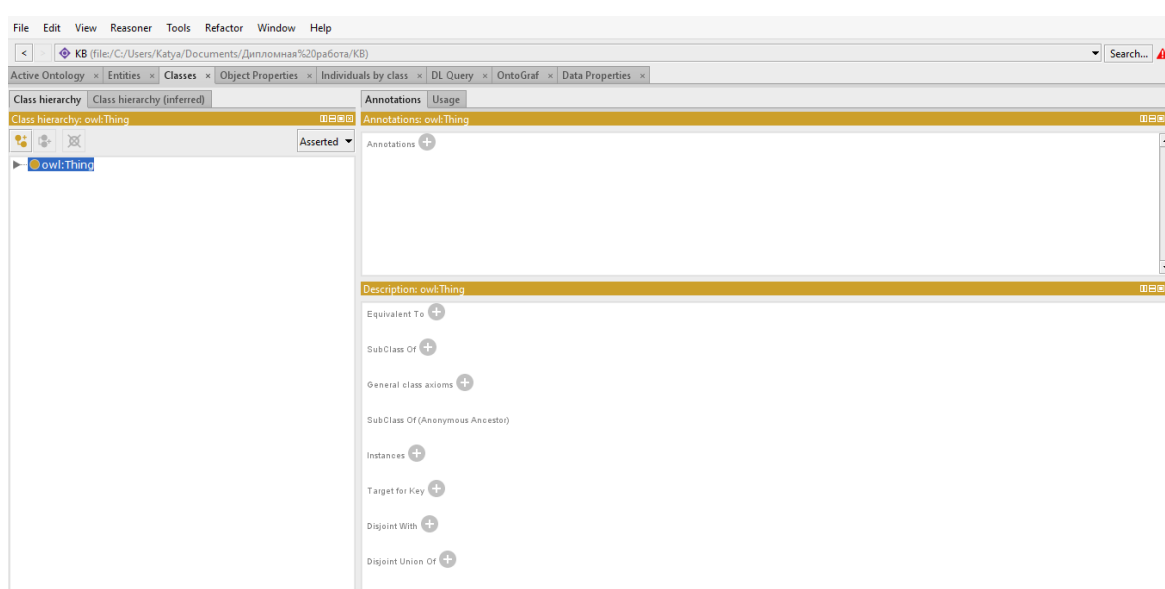 File Edit View Reasoner Tools Refactor Window Help
< > KB (file:/C:/Users/Katya/Documents/Дипломная%20работа/KB) Search...
Active Ontology × Entities × Classes × Object Properties × Individuals by class × DL Query × OntoGraf × Data Properties ×
Class hierarchy Class hierarchy (inferred) Annotations Usage
Class hierarchy: owl:Thing Annotations: owl:Thing
Asserted Annotations
owl:Thing
Description: owl:Thing
Equivalent To
SubClass Of
General class axioms
SubClass Of (Anonymous Ancestor)
Instances
Target for Key
Disjoint With
Disjoint Union Of